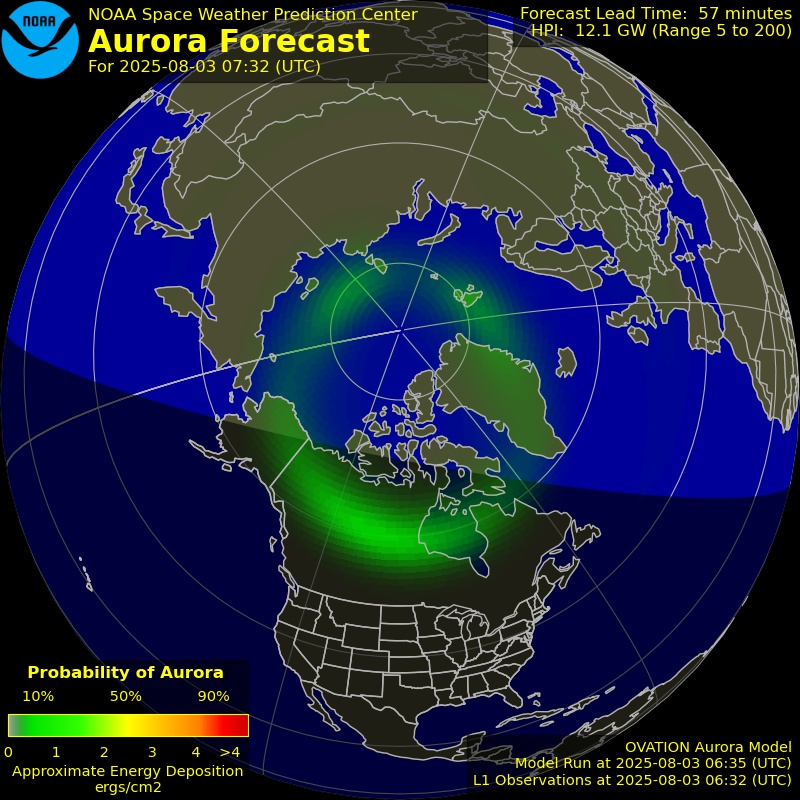 NOAA
NOAA Space Weather Prediction Center
Aurora Forecast
For 2025-08-03 07:32 (UTC)
Forecast Lead Time: 57 minutes
HPI: 12.1 GW (Range 5 to 200)
Probability of Aurora
10% 50% 90%
0 1 2 3 4 >4
Approximate Energy Deposition
ergs/cm2
OVATION Aurora Model
Model Run at 2025-08-03 06:35 (UTC)
L1 Observations at 2025-08-03 06:32 (UTC)